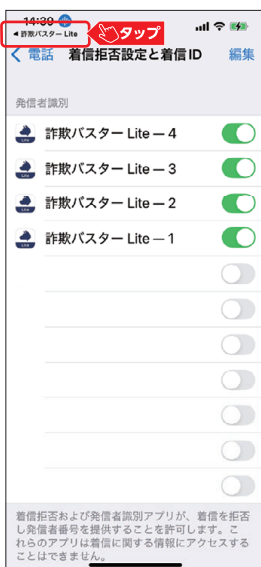 14:39
◀ 詐欺バスター Lite
タップ
電話 着信拒否設定と着信ID 編集
発信者識別
詐欺バスター Lite — 4
詐欺バスター Lite — 3
詐欺バスター Lite — 2
詐欺バスター Lite — 1
着信拒否および発信者識別アプリが、着信を拒否
し発信者番号を提供することを許可します。こ
れらのアプリは着信に関する情報にアクセスする
ことはできません。